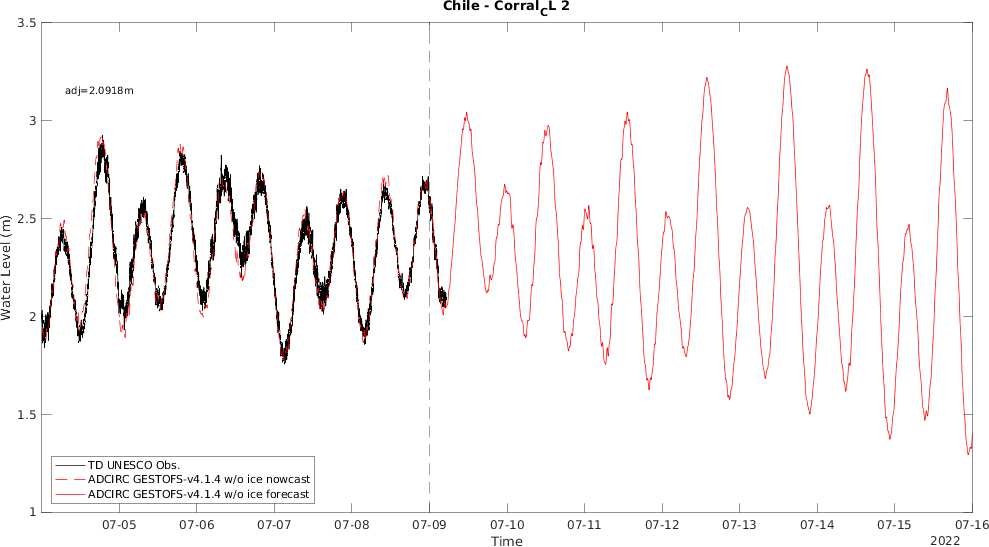 Chile - Corral_CL 2
adj=2.0918m
Water Level (m)
3.5
3
2.5
2
1.5
1
TD UNESCO Obs.
ADCIRC GESTOFS-v4.1.4 w/o ice nowcast
ADCIRC GESTOFS-v4.1.4 w/o ice forecast
07-05 07-06 07-07 07-08 07-09 07-10 07-11 07-12 07-13 07-14 07-15 07-16
Time
2022